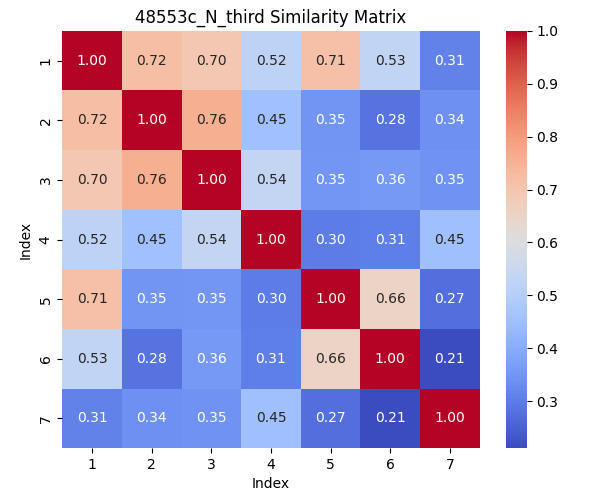 48553c_N_third Similarity Matrix
1 1.00 0.72 0.70 0.52 0.71 0.53 0.31
2 0.72 1.00 0.76 0.45 0.35 0.28 0.34
3 0.70 0.76 1.00 0.54 0.35 0.36 0.35
4 0.52 0.45 0.54 1.00 0.30 0.31 0.45
5 0.71 0.35 0.35 0.30 1.00 0.66 0.27
6 0.53 0.28 0.36 0.31 0.66 1.00 0.21
7 0.31 0.34 0.35 0.45 0.27 0.21 1.00
1 2 3 4 5 6 7
Index
Index
1.0
0.9
0.8
0.7
0.6
0.5
0.4
0.3